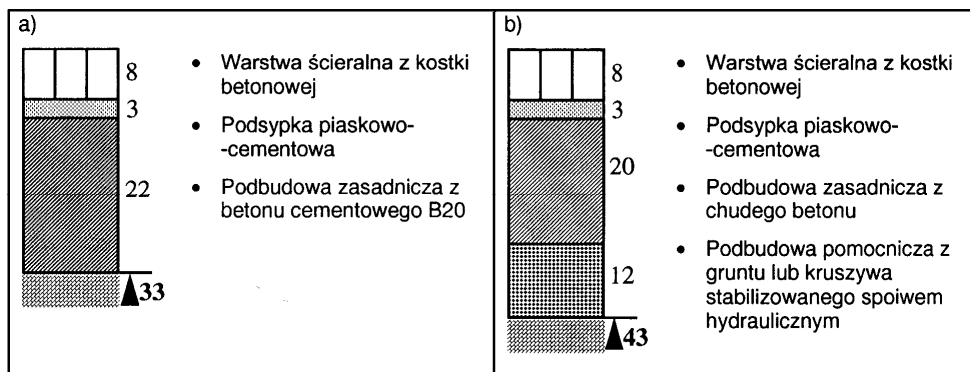 a)
8
3
22
33
• Warstwa ścieralna z kostki
betonowej
• Podsypka piaskowo-
-cementowa
• Podbudowa zasadnicza z
betonu cementowego B20
b)
8
3
20
12
43
• Warstwa ścieralna z kostki
betonowej
• Podsypka piaskowo-
-cementowa
• Podbudowa zasadnicza z
chudego betonu
• Podbudowa pomocnicza z
gruntu lub kruszywa
stabilizowanego spoiwem
hydraulicznym